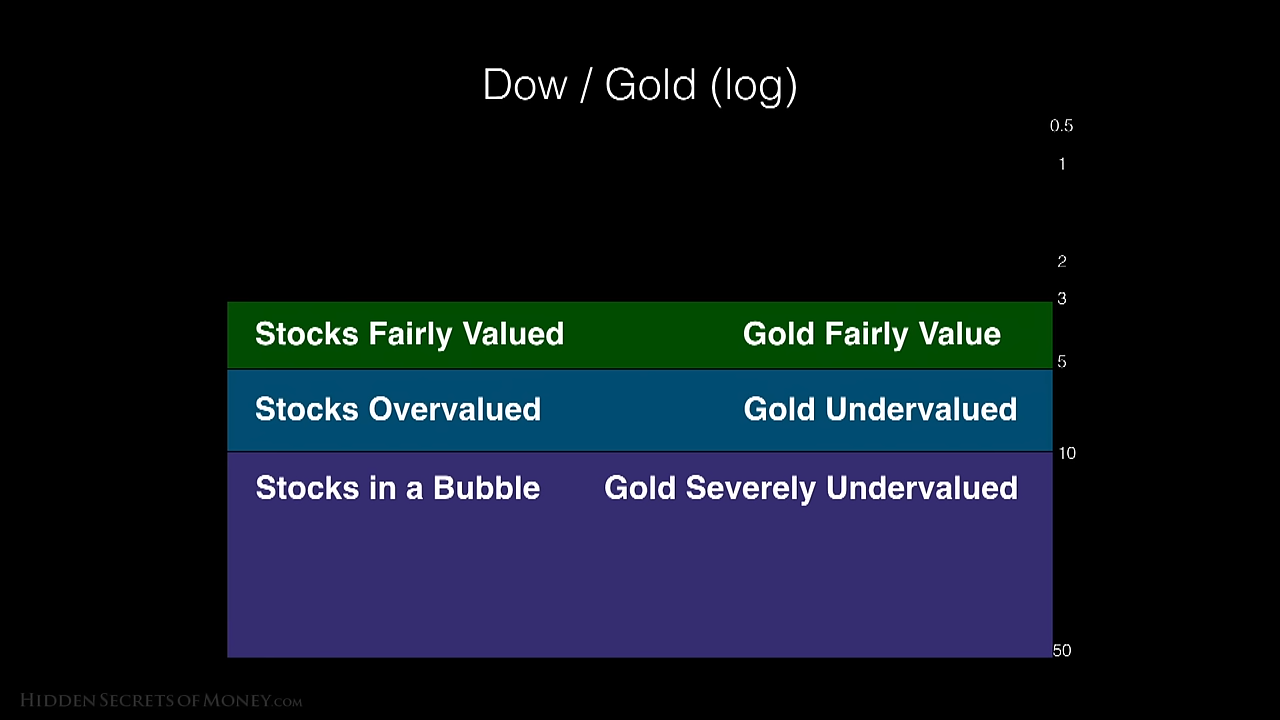 Dow / Gold (log)
0.5
1
2
3
Stocks Fairly Valued Gold Fairly Value
5
Stocks Overvalued Gold Undervalued
10
Stocks in a Bubble Gold Severely Undervalued
50
HIDDEN SECRETS OF MONEY.COM